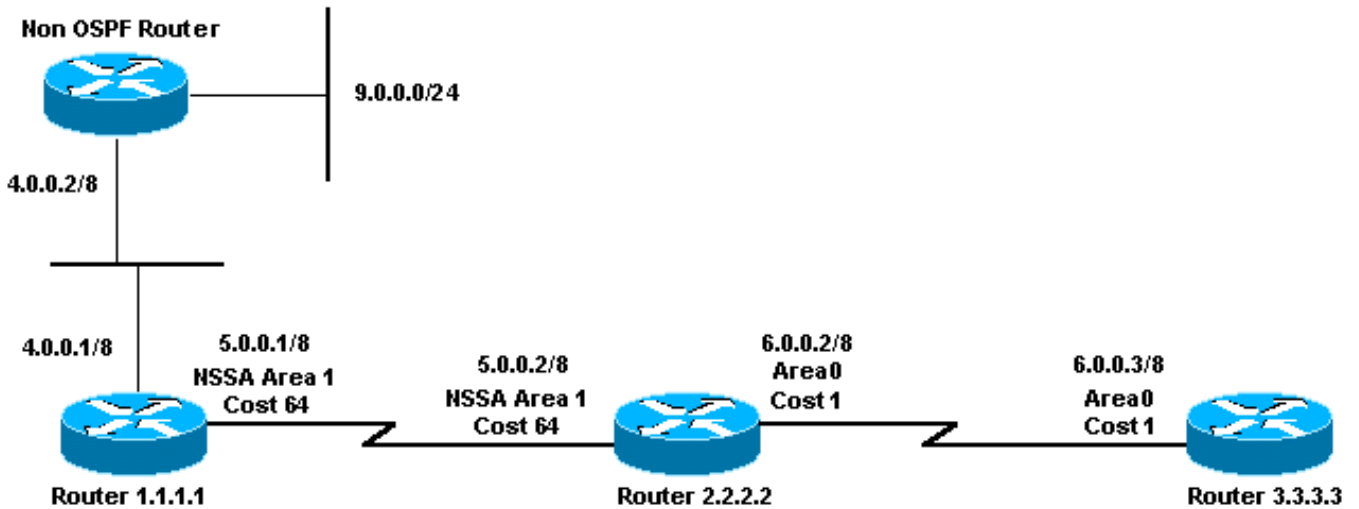 Non OSPF Router
9.0.0.0/24
4.0.0.2/8
4.0.0.1/8
5.0.0.1/8
NSSA Area 1
Cost 64
5.0.0.2/8
NSSA Area 1
Cost 64
6.0.0.2/8
Area0
Cost 1
6.0.0.3/8
Area0
Cost 1
Router 1.1.1.1
Router 2.2.2.2
Router 3.3.3.3